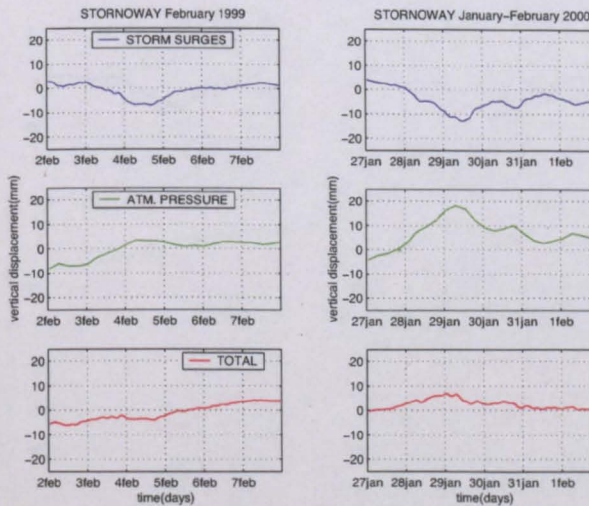 STORNOWAY February 1999
STORNOWAY January-February 2000
STORM SURGES
20
10
0
-10
-20
2feb 3feb 4feb 5feb 6feb 7feb
20
10
0
-10
-20
27jan 28jan 29jan 30jan 31jan 1feb
vertical displacement(mm)
ATM. PRESSURE
20
10
0
-10
-20
2feb 3feb 4feb 5feb 6feb 7feb
vertical displacement(mm)
20
10
0
-10
-20
27jan 28jan 29jan 30jan 31jan 1feb
TOTAL
20
10
0
-10
-20
2feb 3feb 4feb 5feb 6feb 7feb
time(days)
20
10
0
-10
-20
27jan 28jan 29jan 30jan 31jan 1feb
time(days)